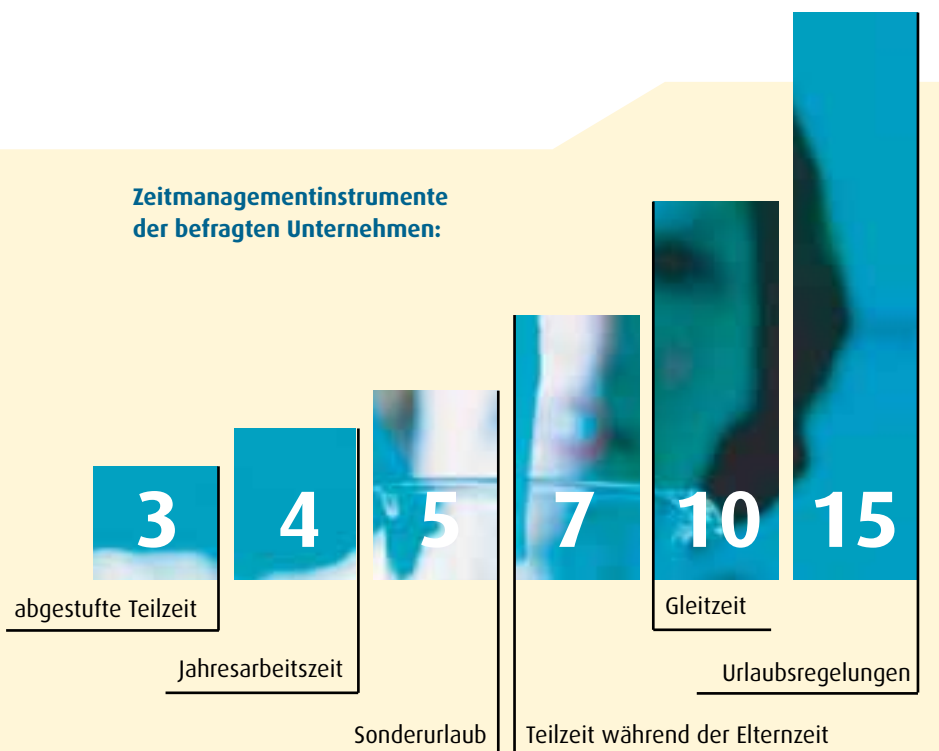 Zeitmanagementinstrumente
der befragten Unternehmen:
3
4
5
7
10
15
abgestufte Teilzeit
Gleitzeit
Jahresarbeitszeit
Urlaubsregelungen
Sonderurlaub
Teilzeit während der Elternzeit